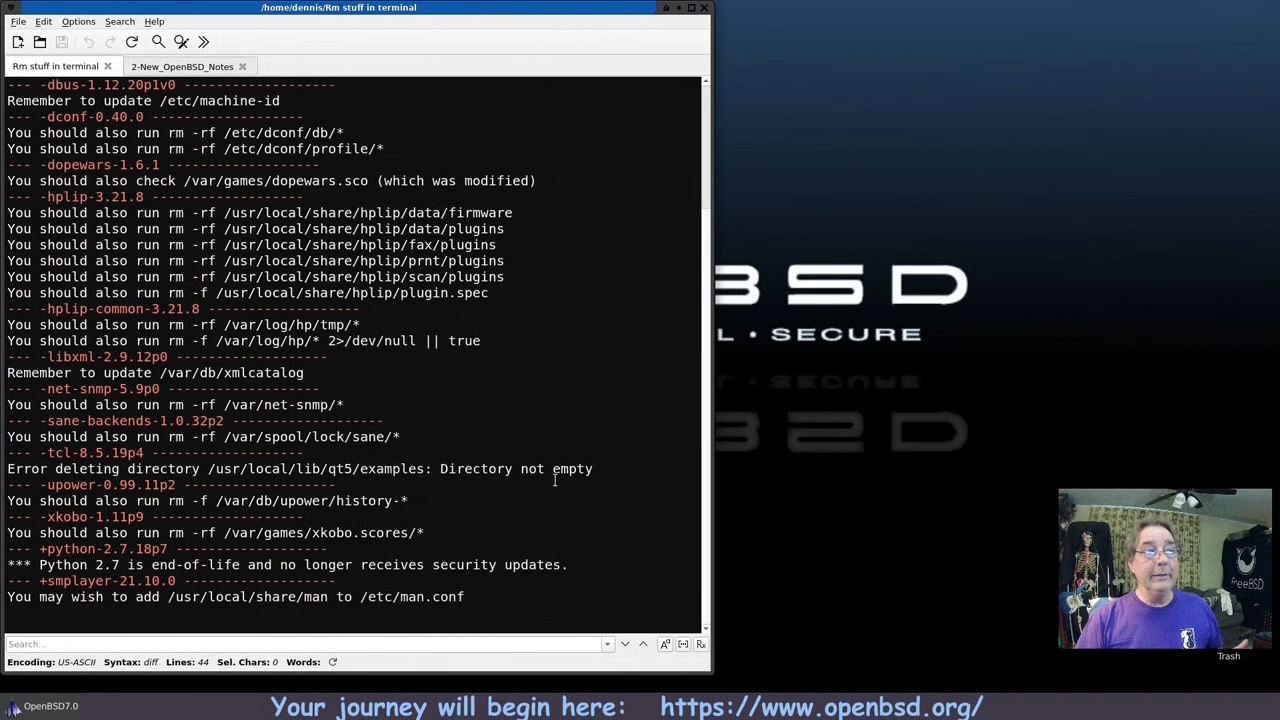 /home/dennis/Rm stuff in terminal
File Edit Options Search Help
Rm stuff in terminal 2-New_OpenBSD_Notes
--- -dbus-1.12.20p1v0 -------------------
Remember to update /etc/machine-id
--- -dconf-0.40.0 -------------------
You should also run rm -rf /etc/dconf/db/*
You should also run rm -rf /etc/dconf/profile/*
--- -dopewars-1.6.1 -------------------
You should also check /var/games/dopewars.sco (which was modified)
--- -hplip-3.21.8 -------------------
You should also run rm -rf /usr/local/share/hplip/data/firmware
You should also run rm -rf /usr/local/share/hplip/data/plugins
You should also run rm -rf /usr/local/share/hplip/fax/plugins
You should also run rm -rf /usr/local/share/hplip/prnt/plugins
You should also run rm -rf /usr/local/share/hplip/scan/plugins
You should also run rm -f /usr/local/share/hplip/plugin.spec
--- -hplip-common-3.21.8 -------------------
You should also run rm -rf /var/log/hp/tmp/*
You should also run rm -f /var/log/hp/* 2>/dev/null || true
--- -libxml-2.9.12p0 -------------------
Remember to update /var/db/xmlcatalog
--- -net-snmp-5.9p0 -------------------
You should also run rm -rf /var/net-snmp/*
--- -sane-backends-1.0.32p2 -------------------
You should also run rm -rf /var/spool/lock/sane/*
--- -tcl-8.5.19p4 -------------------
Error deleting directory /usr/local/lib/qt5/examples: Directory not empty
--- -upower-0.99.11p2 -------------------
You should also run rm -f /var/db/upower/history-*
--- -xkobo-1.11p9 -------------------
You should also run rm -rf /var/games/xkobo.scores/*
--- +python-2.7.18p7 -------------------
*** Python 2.7 is end-of-life and no longer receives security updates.
--- +smplayer-21.10.0 -------------------
You may wish to add /usr/local/share/man to /etc/man.conf
Search...
Encoding: US-ASCII Syntax: diff Lines: 44 Sel. Chars: 0 Words:
BSD
L · SECURE
freeBSD
Trash
OpenBSD7.0
Your journey will begin here: https://www.openbsd.org/